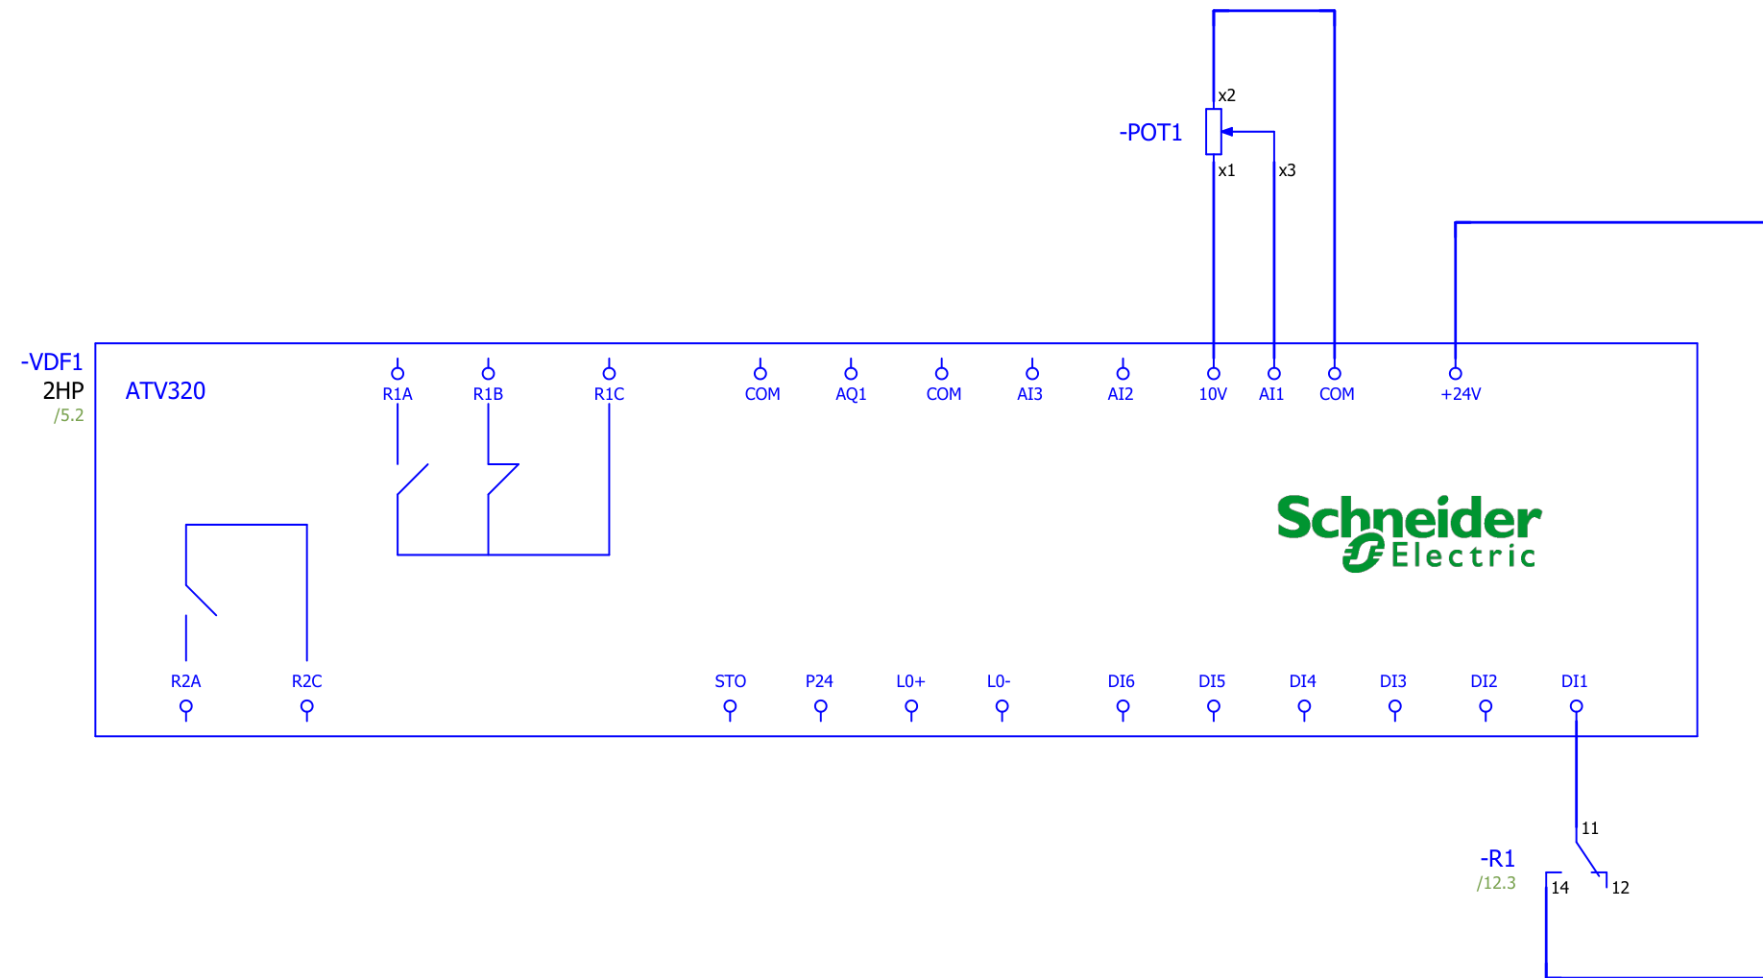 x2
-POT1
x1 x3
-VDF1
2HP
/5.2
ATV320
R1A R1B R1C COM AQ1 COM AI3 AI2 10V AI1 COM +24V
Schneider
Electric
R2A R2C STO P24 L0+ L0- DI6 DI5 DI4 DI3 DI2 DI1
11
-R1
/12.3
14 12